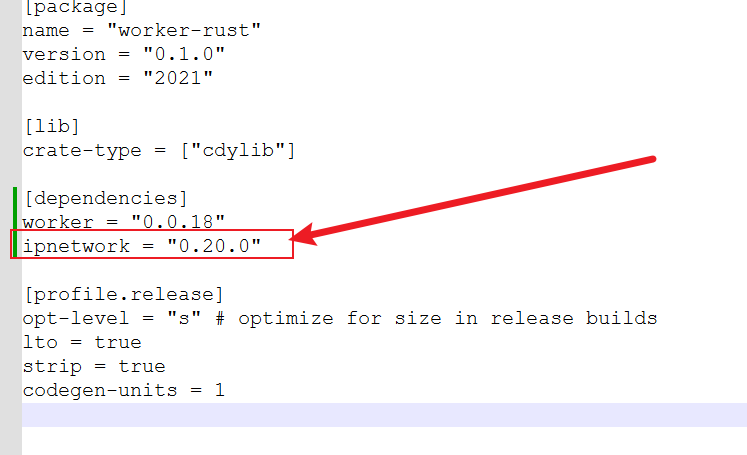 [package]
name = "worker-rust"
version = "0.1.0"
edition = "2021"
[lib]
crate-type = ["cdylib"]
[dependencies]
worker = "0.0.18"
ipnetwork = "0.20.0"
[profile.release]
opt-level = "s" # optimize for size in release builds
lto = true
strip = true
codegen-units = 1